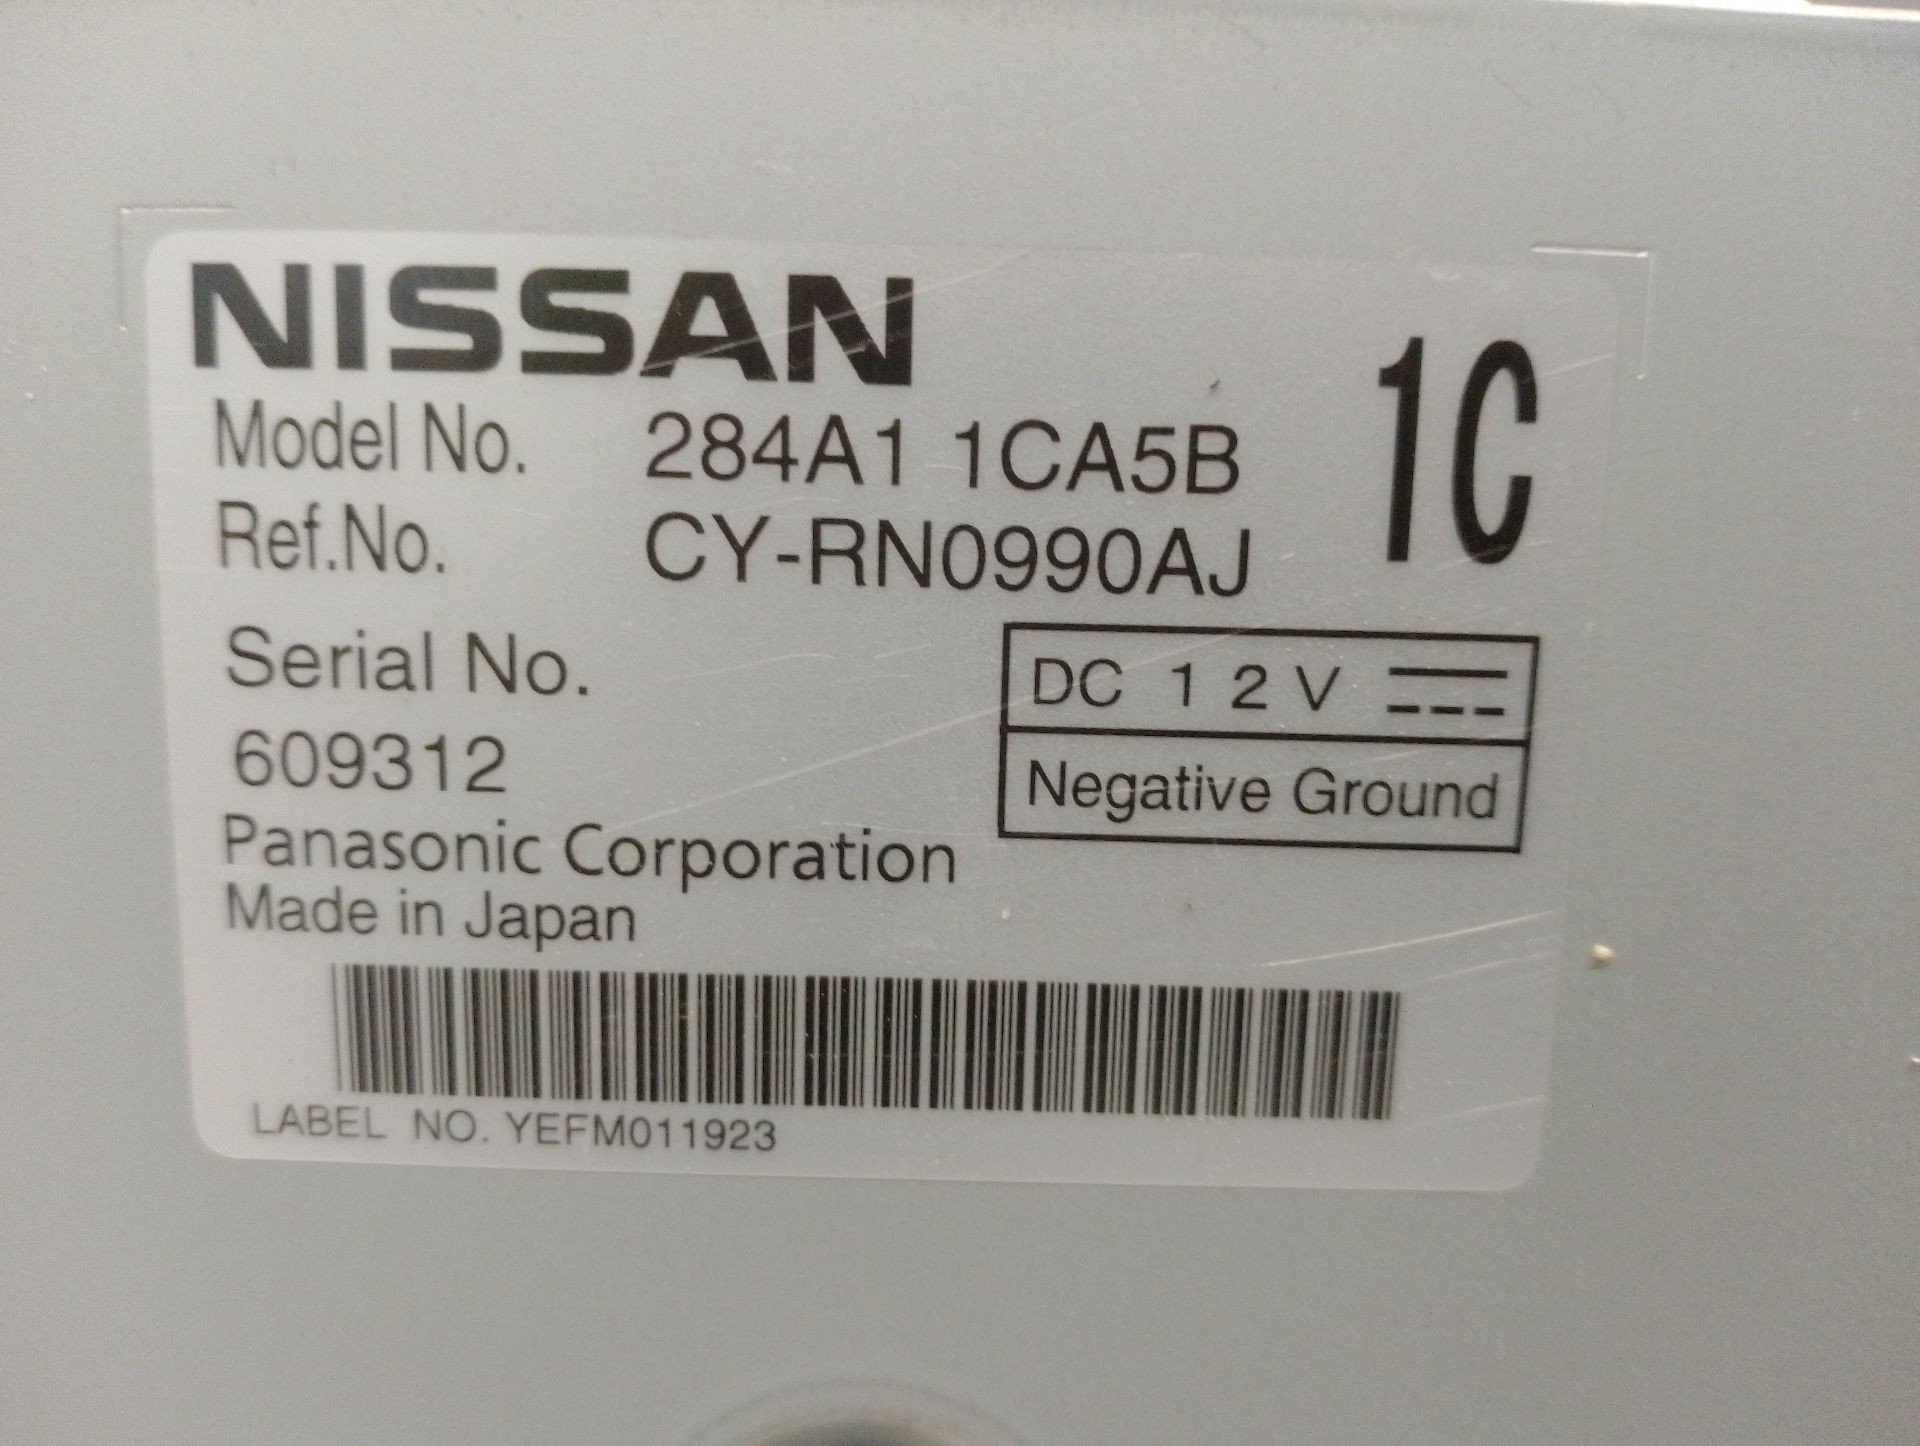 NISSAN
1C
Model No. 284A1 1CA5B
Ref.No. CY-RN0990AJ
Serial No.
609312
DC 12V
Negative Ground
Panasonic Corporation
Made in Japan
LABEL NO. YEFM011923